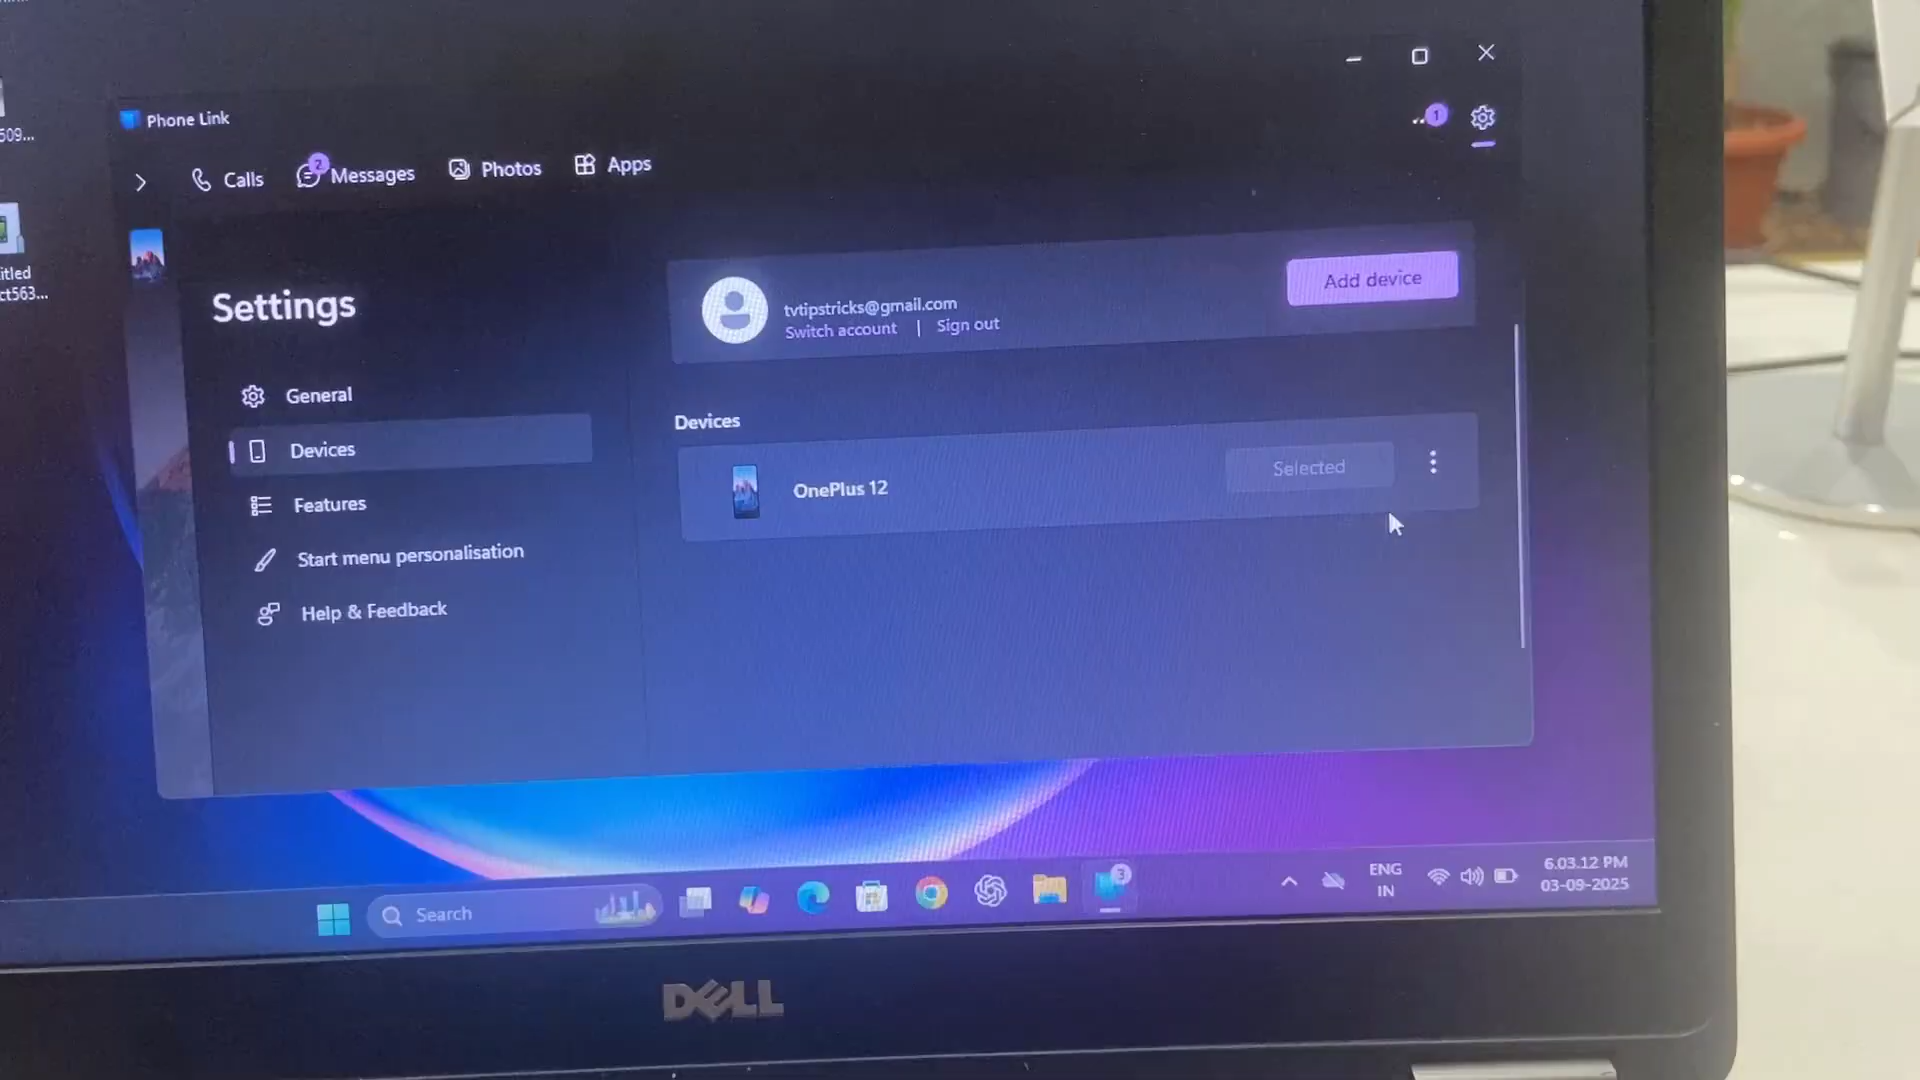 509...
itled
ct563...
Phone Link
1
Calls
2
Messages
Photos
Apps
Settings
General
Devices
Features
Start menu personalisation
Help & Feedback
tvtipstricks@gmail.com
Switch account | Sign out
Add device
Devices
OnePlus 12
Selected
Search
3
ENG
IN
6.03.12 PM
03-09-2025
DELL